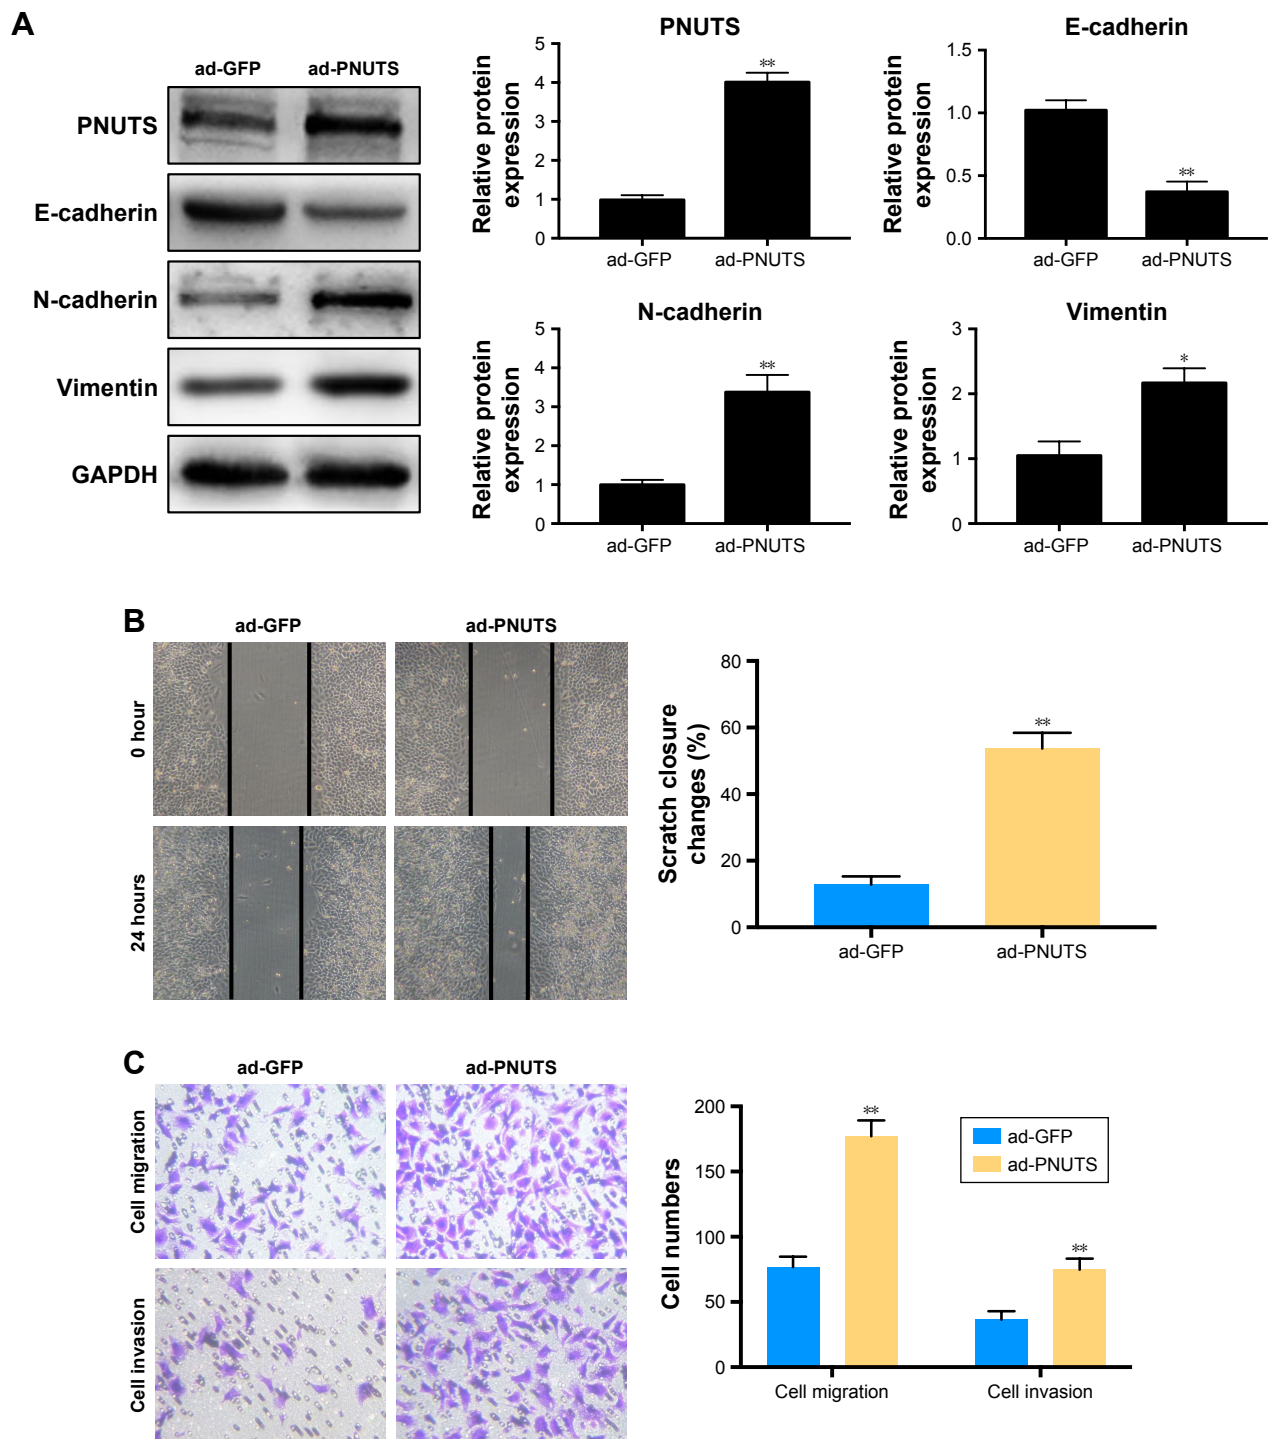 A
ad-GFP ad-PNUTS
PNUTS
E-cadherin
N-cadherin
Vimentin
GAPDH
PNUTS
Relative protein
expression
5
4
3
2
1
0
**
ad-GFP ad-PNUTS
E-cadherin
Relative protein
expression
1.5
1.0
0.5
0.0
**
ad-GFP ad-PNUTS
N-cadherin
Relative protein
expression
5
4
3
2
1
0
**
ad-GFP ad-PNUTS
Vimentin
Relative protein
expression
3
2
1
0
*
ad-GFP ad-PNUTS
B
ad-GFP ad-PNUTS
0 hour
24 hours
Scratch closure
changes (%)
80
60
40
20
0
**
ad-GFP ad-PNUTS
C
ad-GFP ad-PNUTS
Cell migration
Cell invasion
Cell numbers
200
150
100
50
0
**
**
ad-GFP
ad-PNUTS
Cell migration Cell invasion